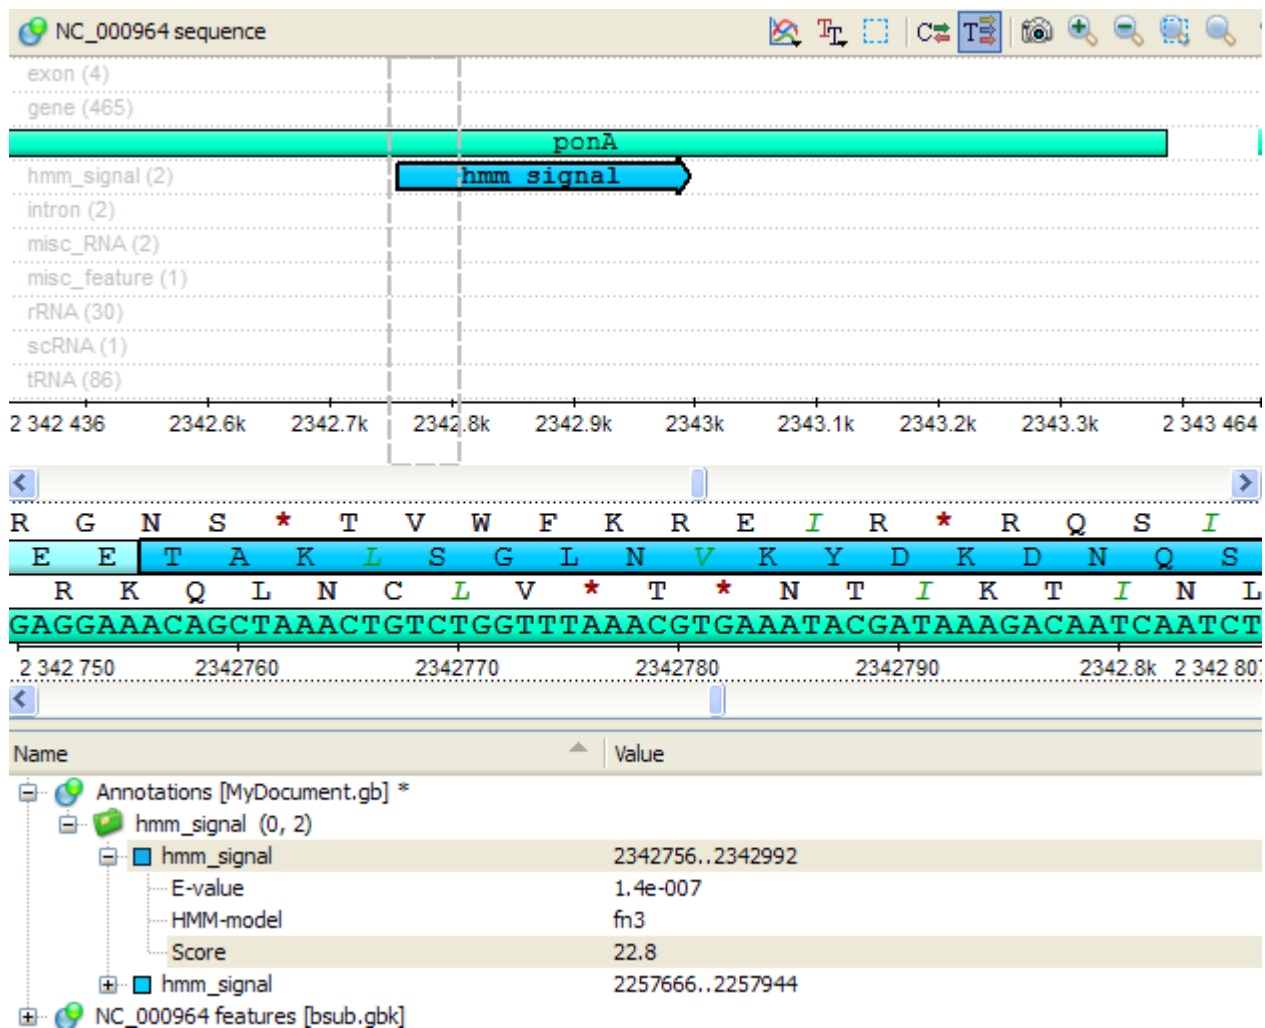 NC_000964 sequence
exon (4)
gene (465)
ponA
hmm_signal (2) hmm signal
intron (2)
misc_RNA (2)
misc_feature (1)
rRNA (30)
scRNA (1)
tRNA (86)
2 342 436 2342.6k 2342.7k 2342.8k 2342.9k 2343k 2343.1k 2343.2k 2343.3k 2 343 464
R G N S * T V W F K R E I R * R Q S I
E E T A K L S G L N V K Y D K D N Q S
R K Q L N C L V * T * N T I K T I N L
GAGGAAACAGCTAAACTGTCTGGTTTAAACGTGAAATACGATAAAGACAATCAATCT
2 342 750 2342760 2342770 2342780 2342790 2342.8k 2 342 807
Name Value
Annotations [MyDocument.gb] *
hmm_signal (0, 2)
hmm_signal 2342756..2342992
E-value 1.4e-007
HMM-model fn3
Score 22.8
hmm_signal 2257666..2257944
NC_000964 features [bsub.gbk]